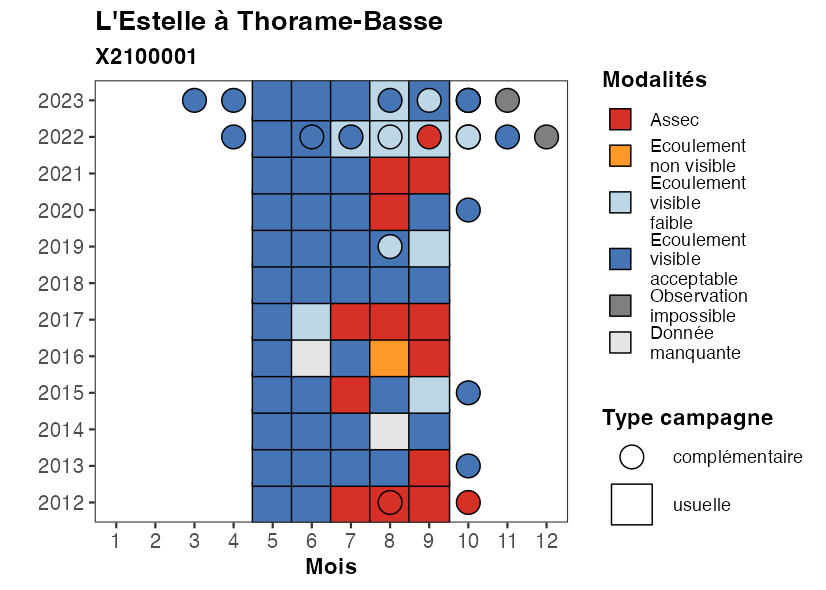 L'Estelle à Thorame-Basse
X2100001
2023
2022
2021
2020
2019
2018
2017
2016
2015
2014
2013
2012
1 2 3 4 5 6 7 8 9 10 11 12
Mois
Modalités
Assec
Ecoulement
non visible
Ecoulement
visible
faible
Ecoulement
visible
acceptable
Observation
impossible
Donnée
manquante
Type campagne
complémentaire
usuelle